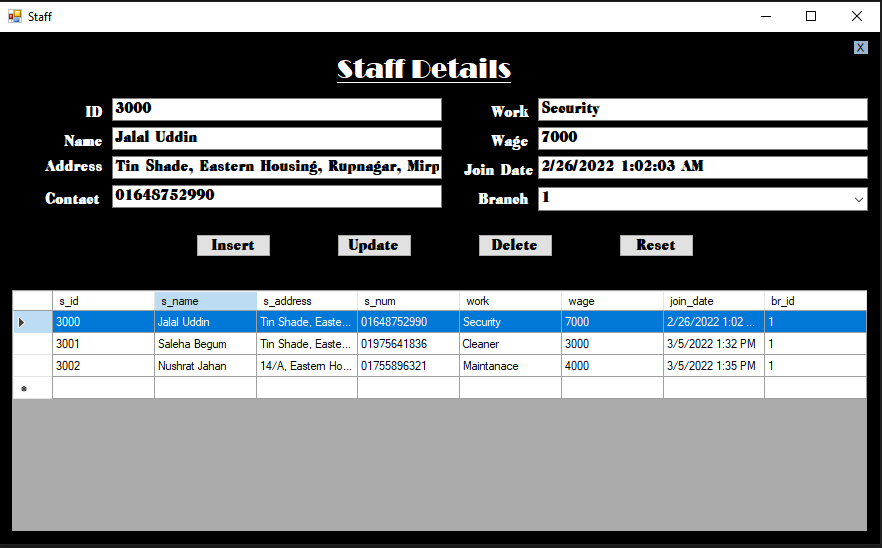 Staff
X
Staff Details
ID 3000 Work Security
Name Jalal Uddin Wage 7000
Address Tin Shade, Eastern Housing, Rupnagar, Mirp Join Date 2/26/2022 1:02:03 AM
Contact 01648752990 Branch 1
Insert Update Delete Reset
s_id s_name s_address s_num work wage join_date br_id
3000 Jalal Uddin Tin Shade, Easte... 01648752990 Security 7000 2/26/2022 1:02 ... 1
3001 Saleha Begum Tin Shade, Easte... 01975641836 Cleaner 3000 3/5/2022 1:32 PM 1
3002 Nushrat Jahan 14/A, Eastern Ho... 01755896321 Maintanace 4000 3/5/2022 1:35 PM 1